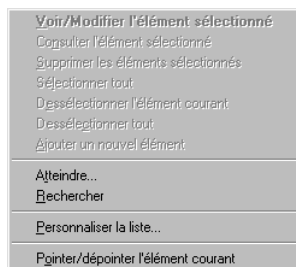 Voir/Modifier l'élément sélectionné
Consulter l'élément sélectionné
Supprimer les éléments sélectionnés
Sélectionner tout
Dessélectionner l'élément courant
Dessélectionner tout
Ajouter un nouvel élément
Atteindre...
Rechercher
Personnaliser la liste...
Pointer/dépointer l'élément courant